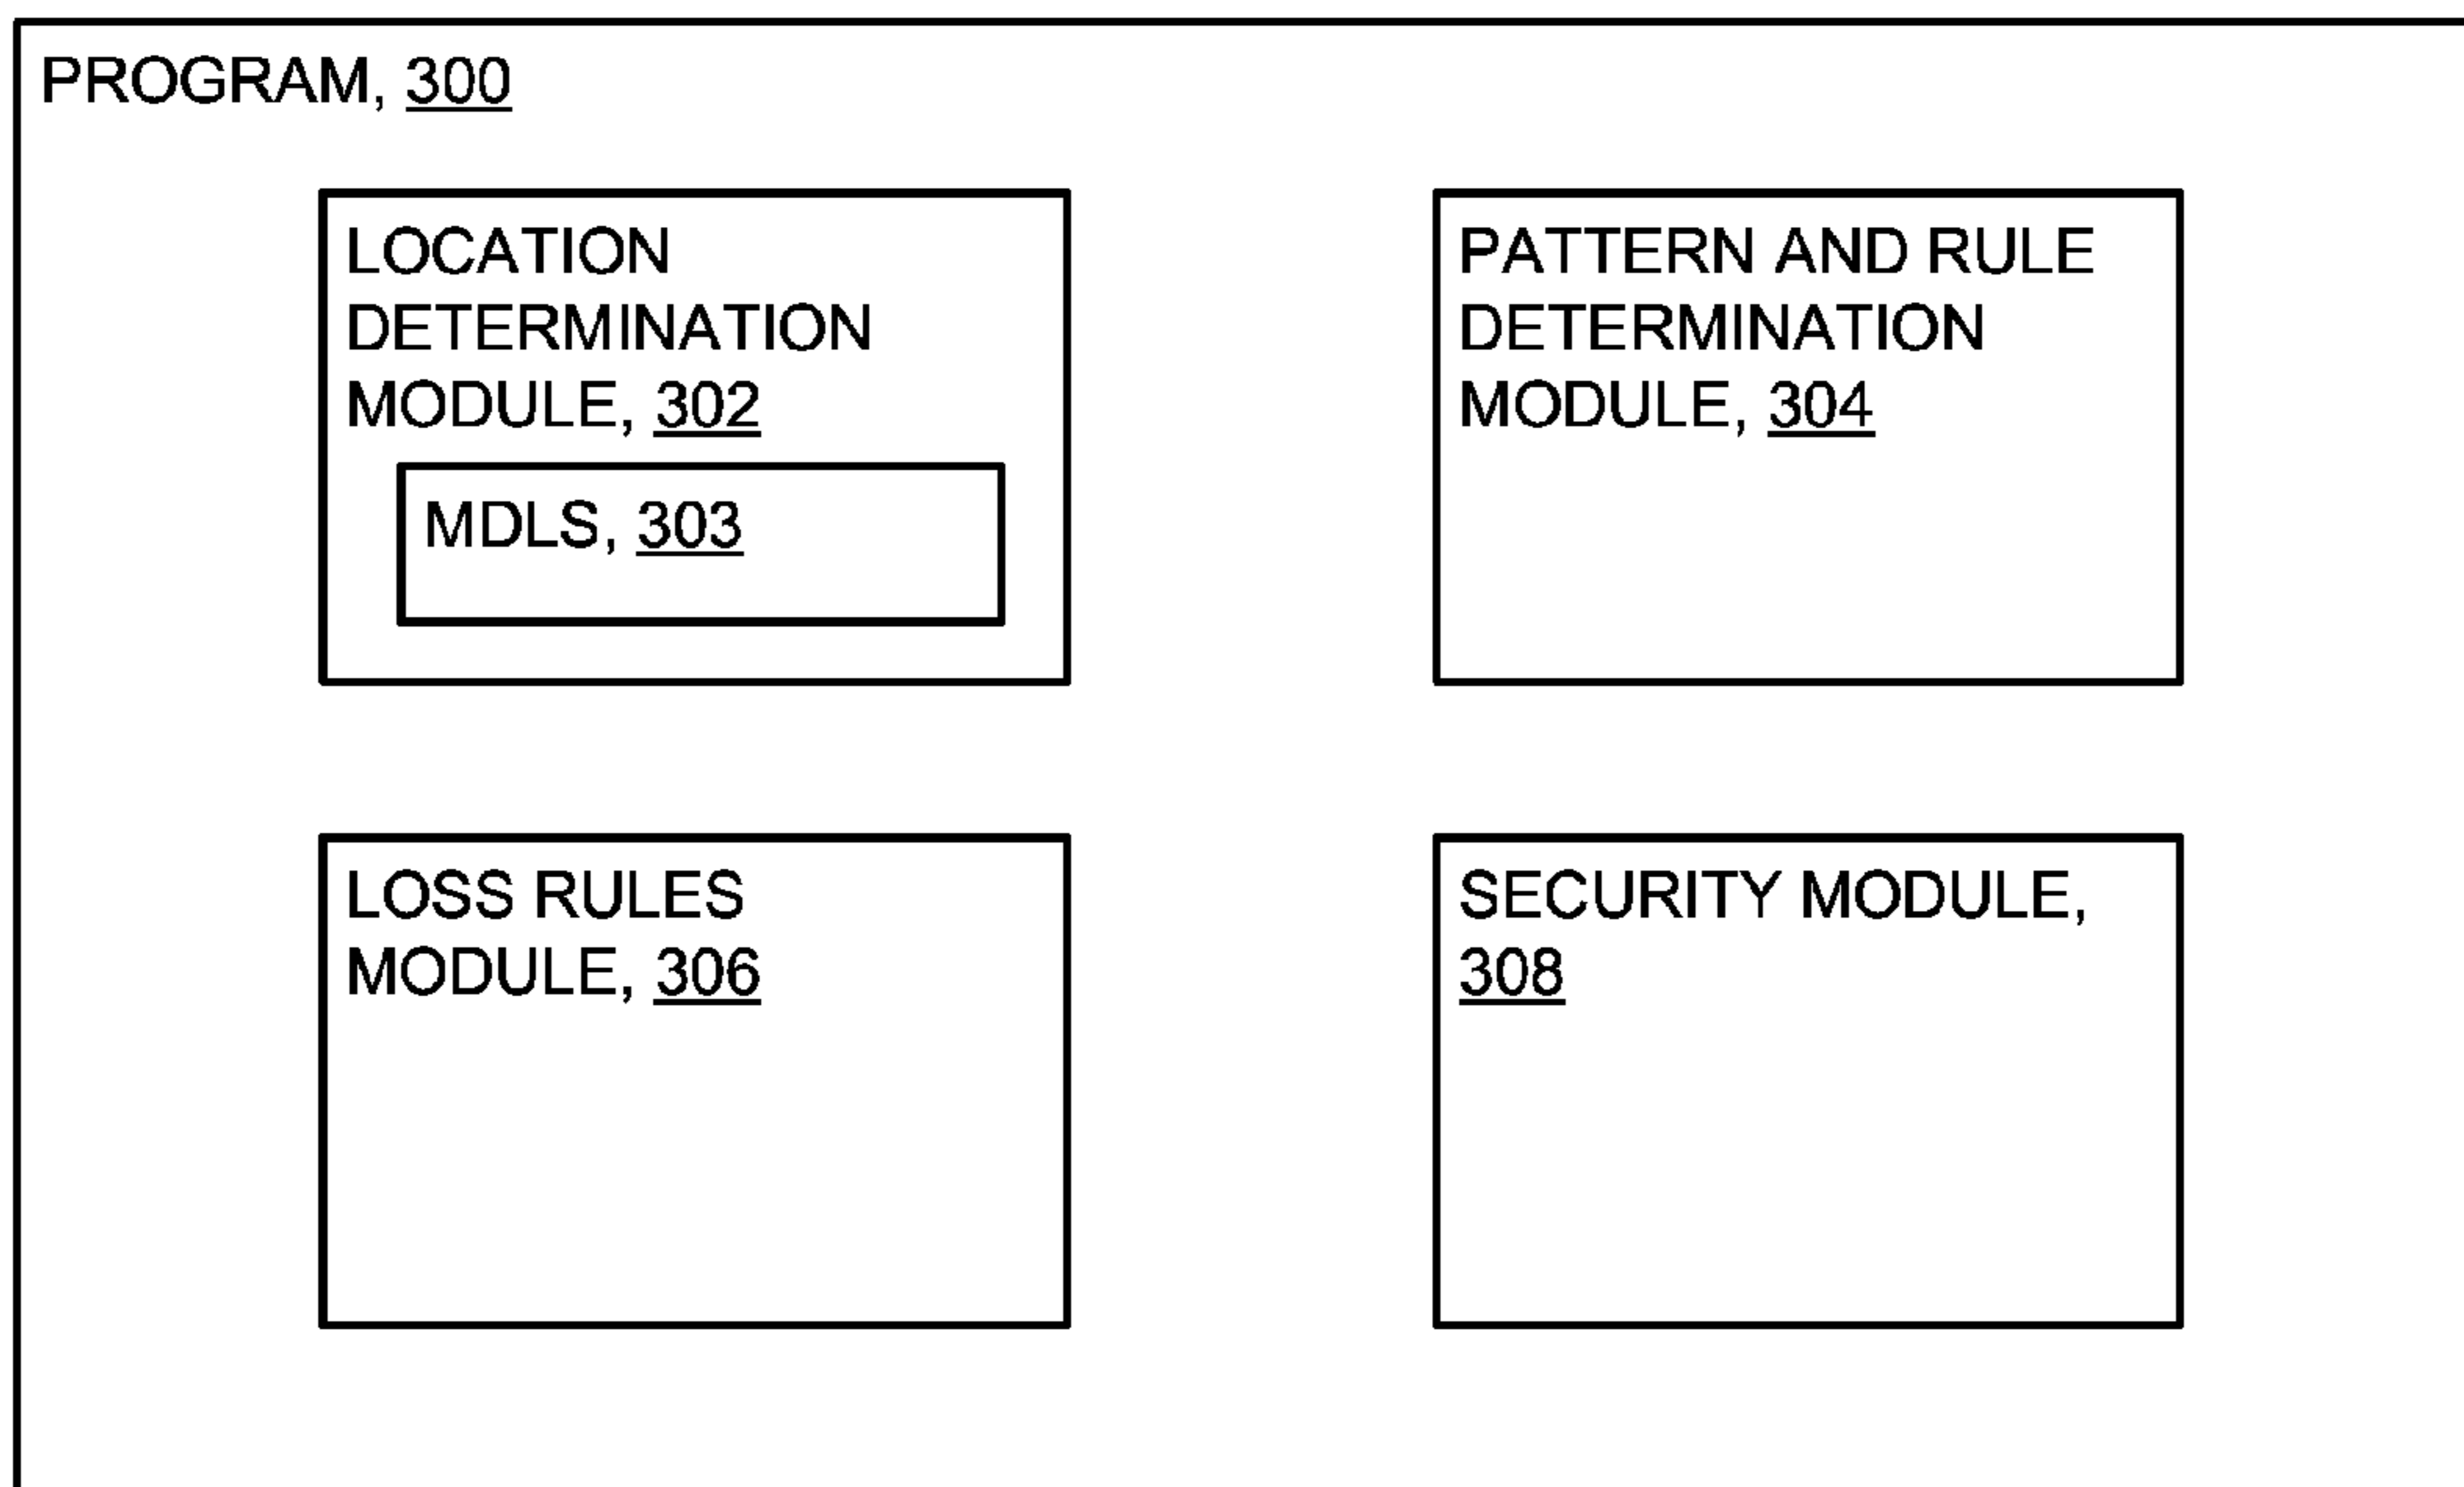 PROGRAM, 300
LOCATION
DETERMINATION
MODULE, 302
MDLS, 303
PATTERN AND RULE
DETERMINATION
MODULE, 304
LOSS RULES
MODULE, 306
SECURITY MODULE,
308